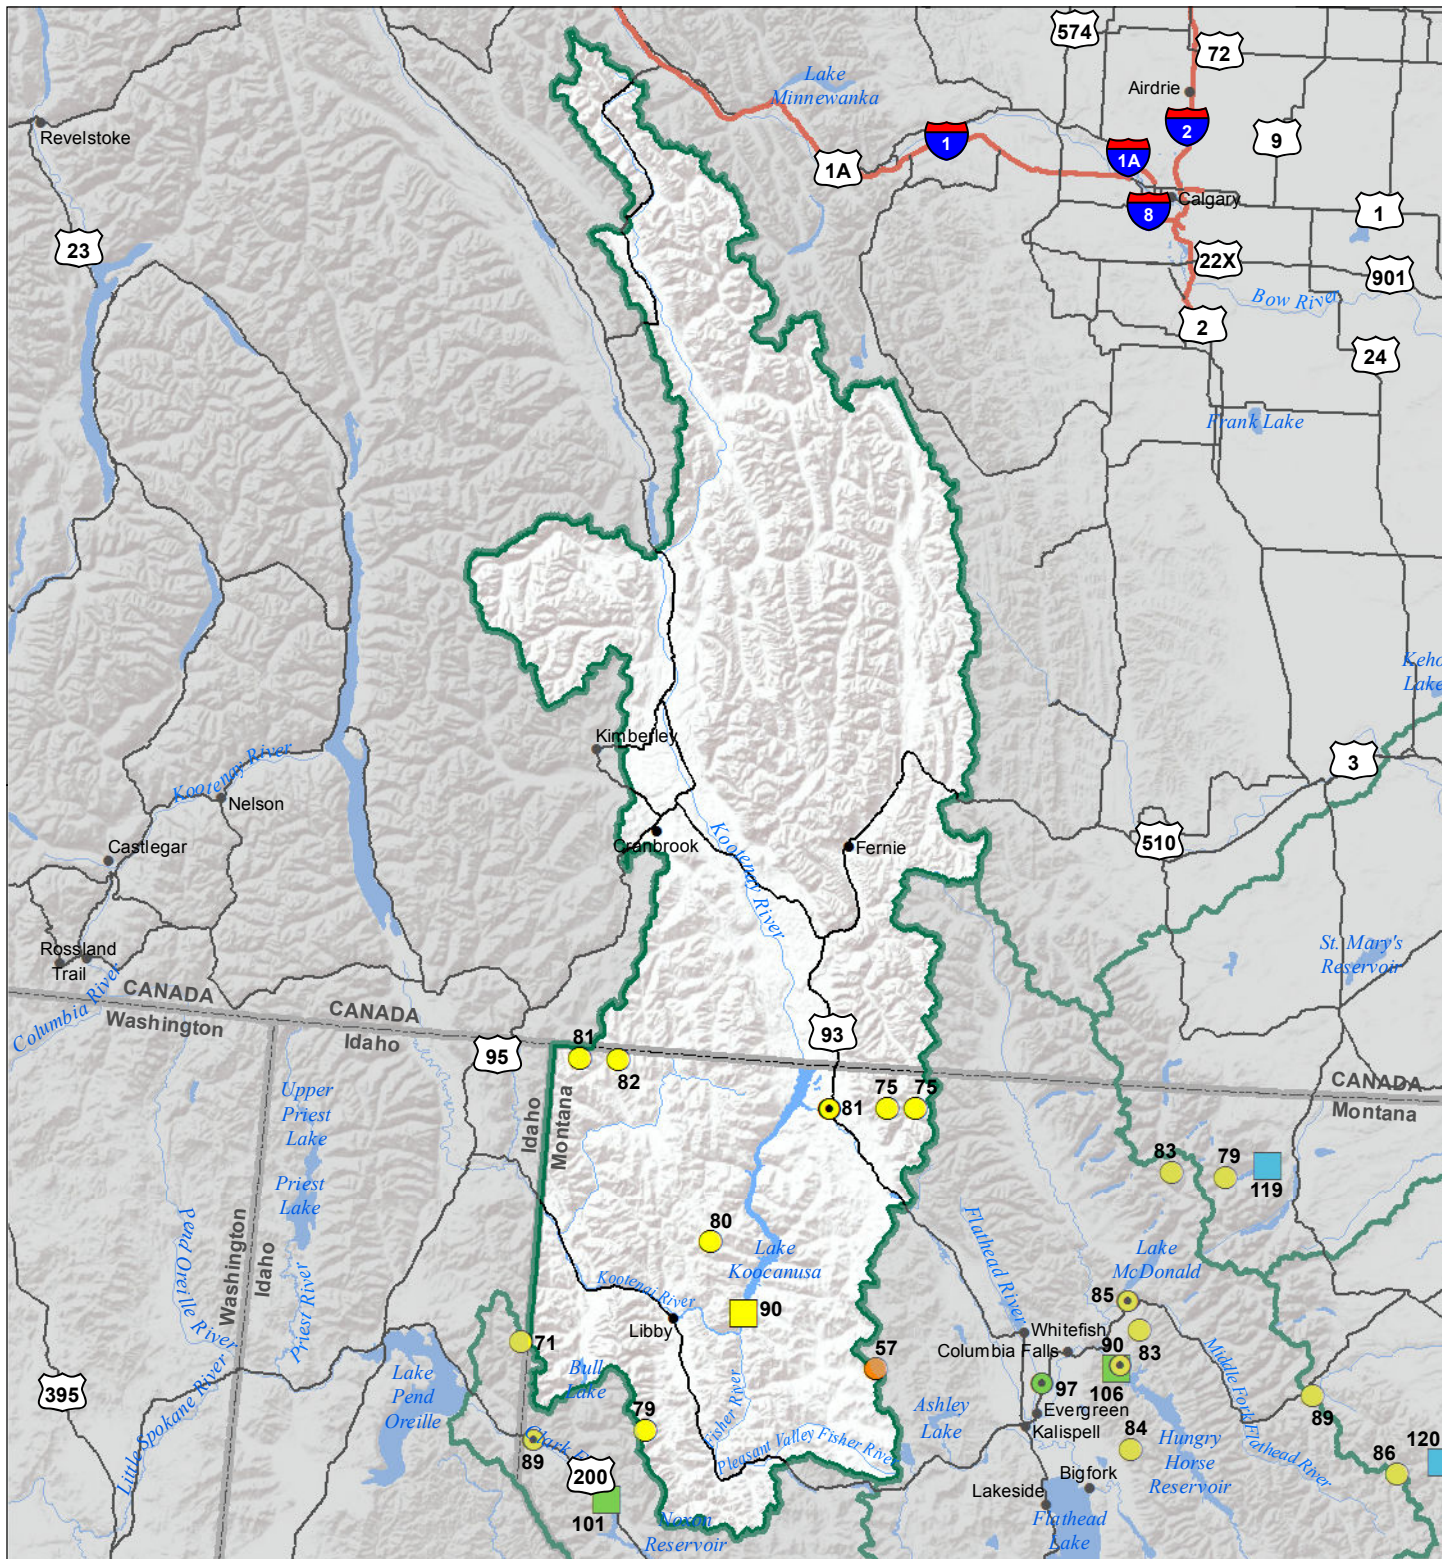 574
72
Lake
Minnewanka
Airdrie
2
9
Revelstoke
1
1A
1A
Calgary
8
1
23
22X
901
Bow River
2
24
Frank Lake
Keho
Lake
Kimberley
3
Kootenay River
Nelson
Kootenay River
Cranbrook
Fernie
510
Castlegar
Rossland
Trail
St. Mary's
Reservoir
Columbia River
CANADA
Washington
CANADA
Idaho
95
81
82
93
CANADA
Montana
Idaho
Montana
75
75
81
Upper
Priest
Lake
Priest
Lake
83
79
119
Pend Oreille River
Washington
Idaho
Priest River
80
Lake
Koocanusa
Flathead River
Lake
McDonald
Kootenai River
90
Libby
85
Whitefish
Columbia Falls
90
83
106
Middle Fork Flathead River
71
Bull
Lake
57
97
395
Lake
Pend
Oreille
Little Spokane River
Fisher River
Ashley
Lake
Evergreen
Kalispell
89
79
Pleasant Valley Fisher River
84
Hungry
Horse
Reservoir
120
86
89
200
101
Noxon
Reservoir
Bigfork
Lakeside
Flathead
Lake